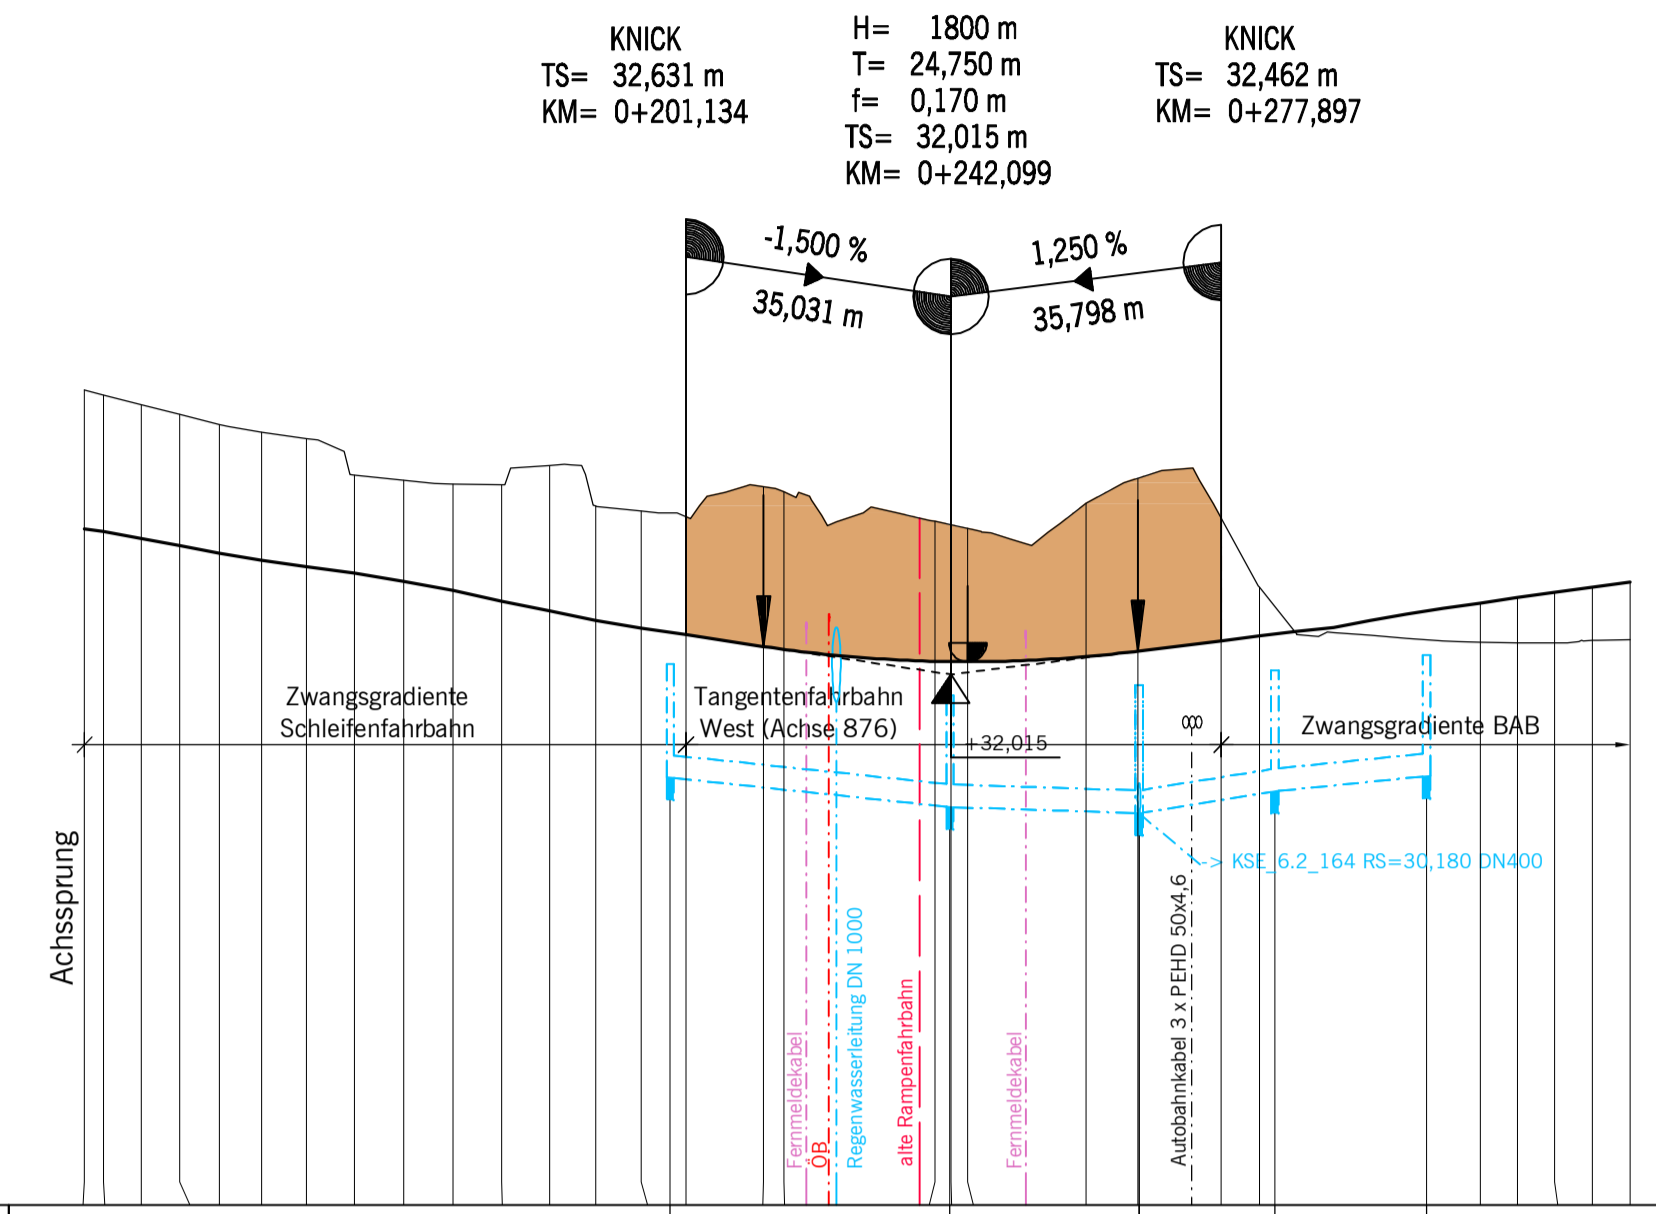 KNICK
TS= 32,631 m
KM= 0+201,134
H= 1800 m
T= 24,750 m
f= 0,170 m
TS= 32,015 m
KM= 0+242,099
KNICK
TS= 32,462 m
KM= 0+277,897
-1,500 %
35,031 m
1,250 %
35,798 m
Zwangsgradiente
Schleifenfahrbahn
Tangentenfahrbahn
West (Achse 876)
+32,015
Zwangsgradiente BAB
-> KSE_6.2_164 RS=30,180 DN400
Achssprung
Fernmeldekabel
ÖB
Regenwasserleitung DN 1000
alte Rampenfahrbahn
Fernmeldekabel
Autobahnkabel 3 x PEHD 50x4,6